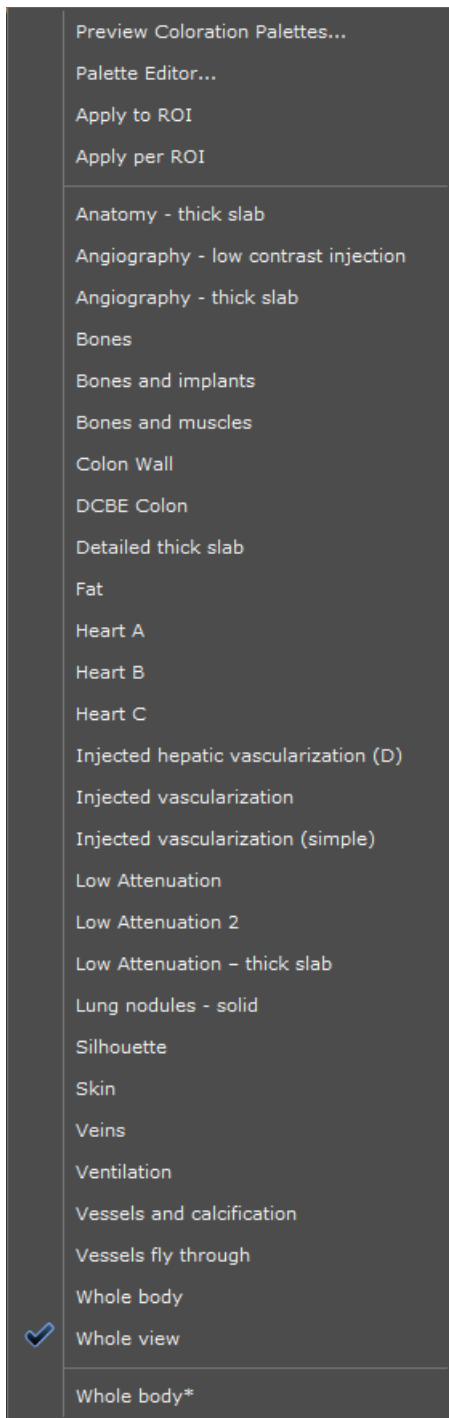 Preview Coloration Palettes...
Palette Editor...
Apply to ROI
Apply per ROI
Anatomy - thick slab
Angiography - low contrast injection
Angiography - thick slab
Bones
Bones and implants
Bones and muscles
Colon Wall
DCBE Colon
Detailed thick slab
Fat
Heart A
Heart B
Heart C
Injected hepatic vascularization (D)
Injected vascularization
Injected vascularization (simple)
Low Attenuation
Low Attenuation 2
Low Attenuation – thick slab
Lung nodules - solid
Silhouette
Skin
Veins
Ventilation
Vessels and calcification
Vessels fly through
Whole body
Whole view
Whole body*